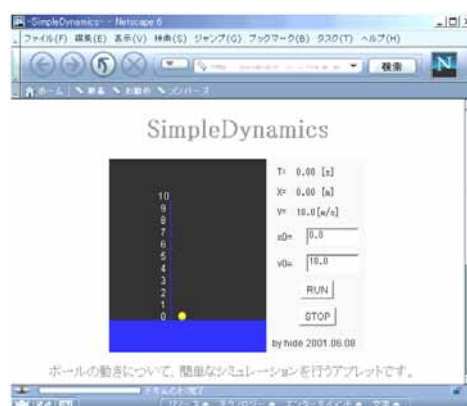 -SimpleDynamics- - Netscape 6
ファイル(F) 編集(E) 表示(V) 検索(S) ジャンプ(G) ブックマーク(B) タスク(T) ヘルプ(H)
検索
N
ホーム
SimpleDynamics
T= 0.00 [s]
X= 0.00 [m]
V= 10.0[m/s]
x0= 0.0
v0= 10.0
RUN
STOP
10
9
8
7
6
5
4
3
2
1
0
by hide 2001.06.08
ボールの動きについて、簡単なシミュレーションを行うアプレットです。